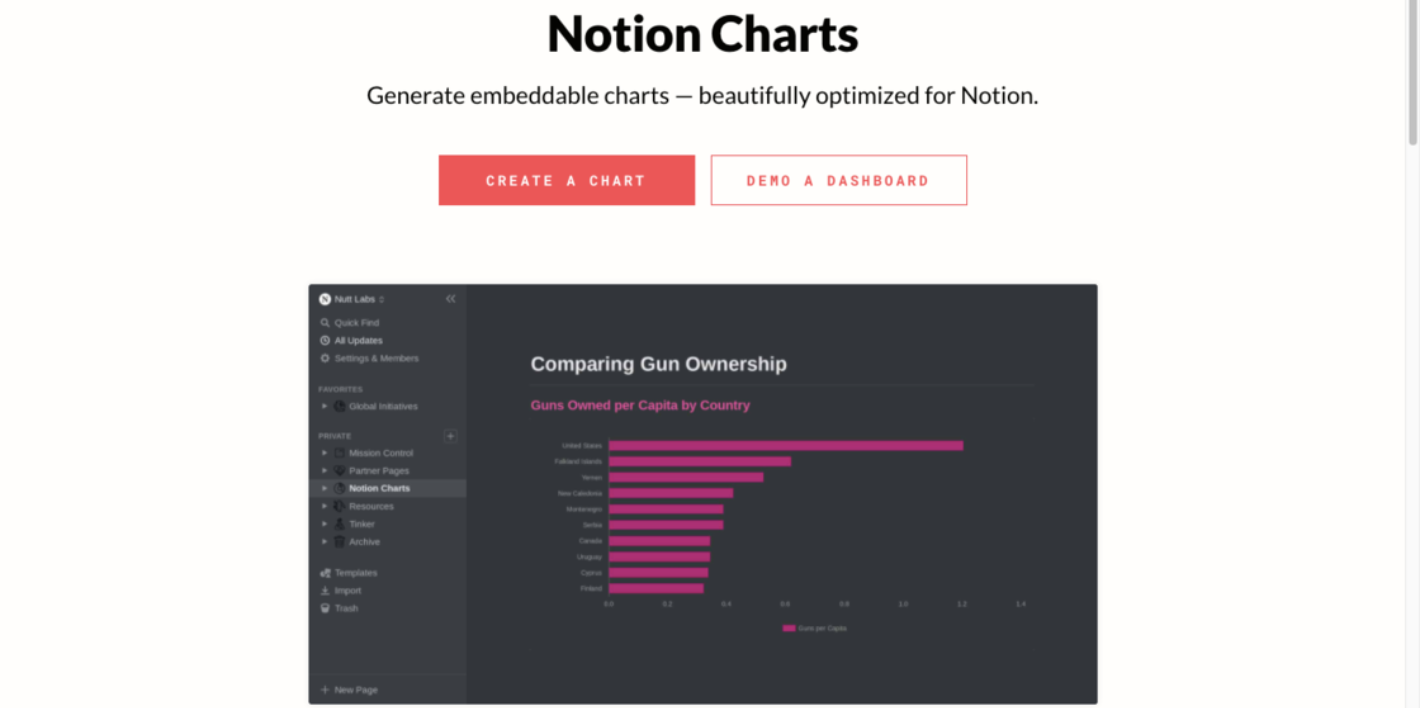 Notion Charts
Generate embeddable charts — beautifully optimized for Notion.
CREATE A CHART
DEMO A DASHBOARD
Nutt Labs
Quick Find
All Updates
Settings & Members
FAVORITES
Global Initiatives
PRIVATE
Mission Control
Partner Pages
Notion Charts
Resources
Tinker
Archive
Templates
Import
Trash
New Page
Comparing Gun Ownership
Guns Owned per Capita by Country
United States
Falkland Islands
Yemen
New Caledonia
Montenegro
Serbia
Canada
Uruguay
Cyprus
Finland
0.0 0.2 0.4 0.6 0.8 1.0 1.2 1.4
Guns per Capita